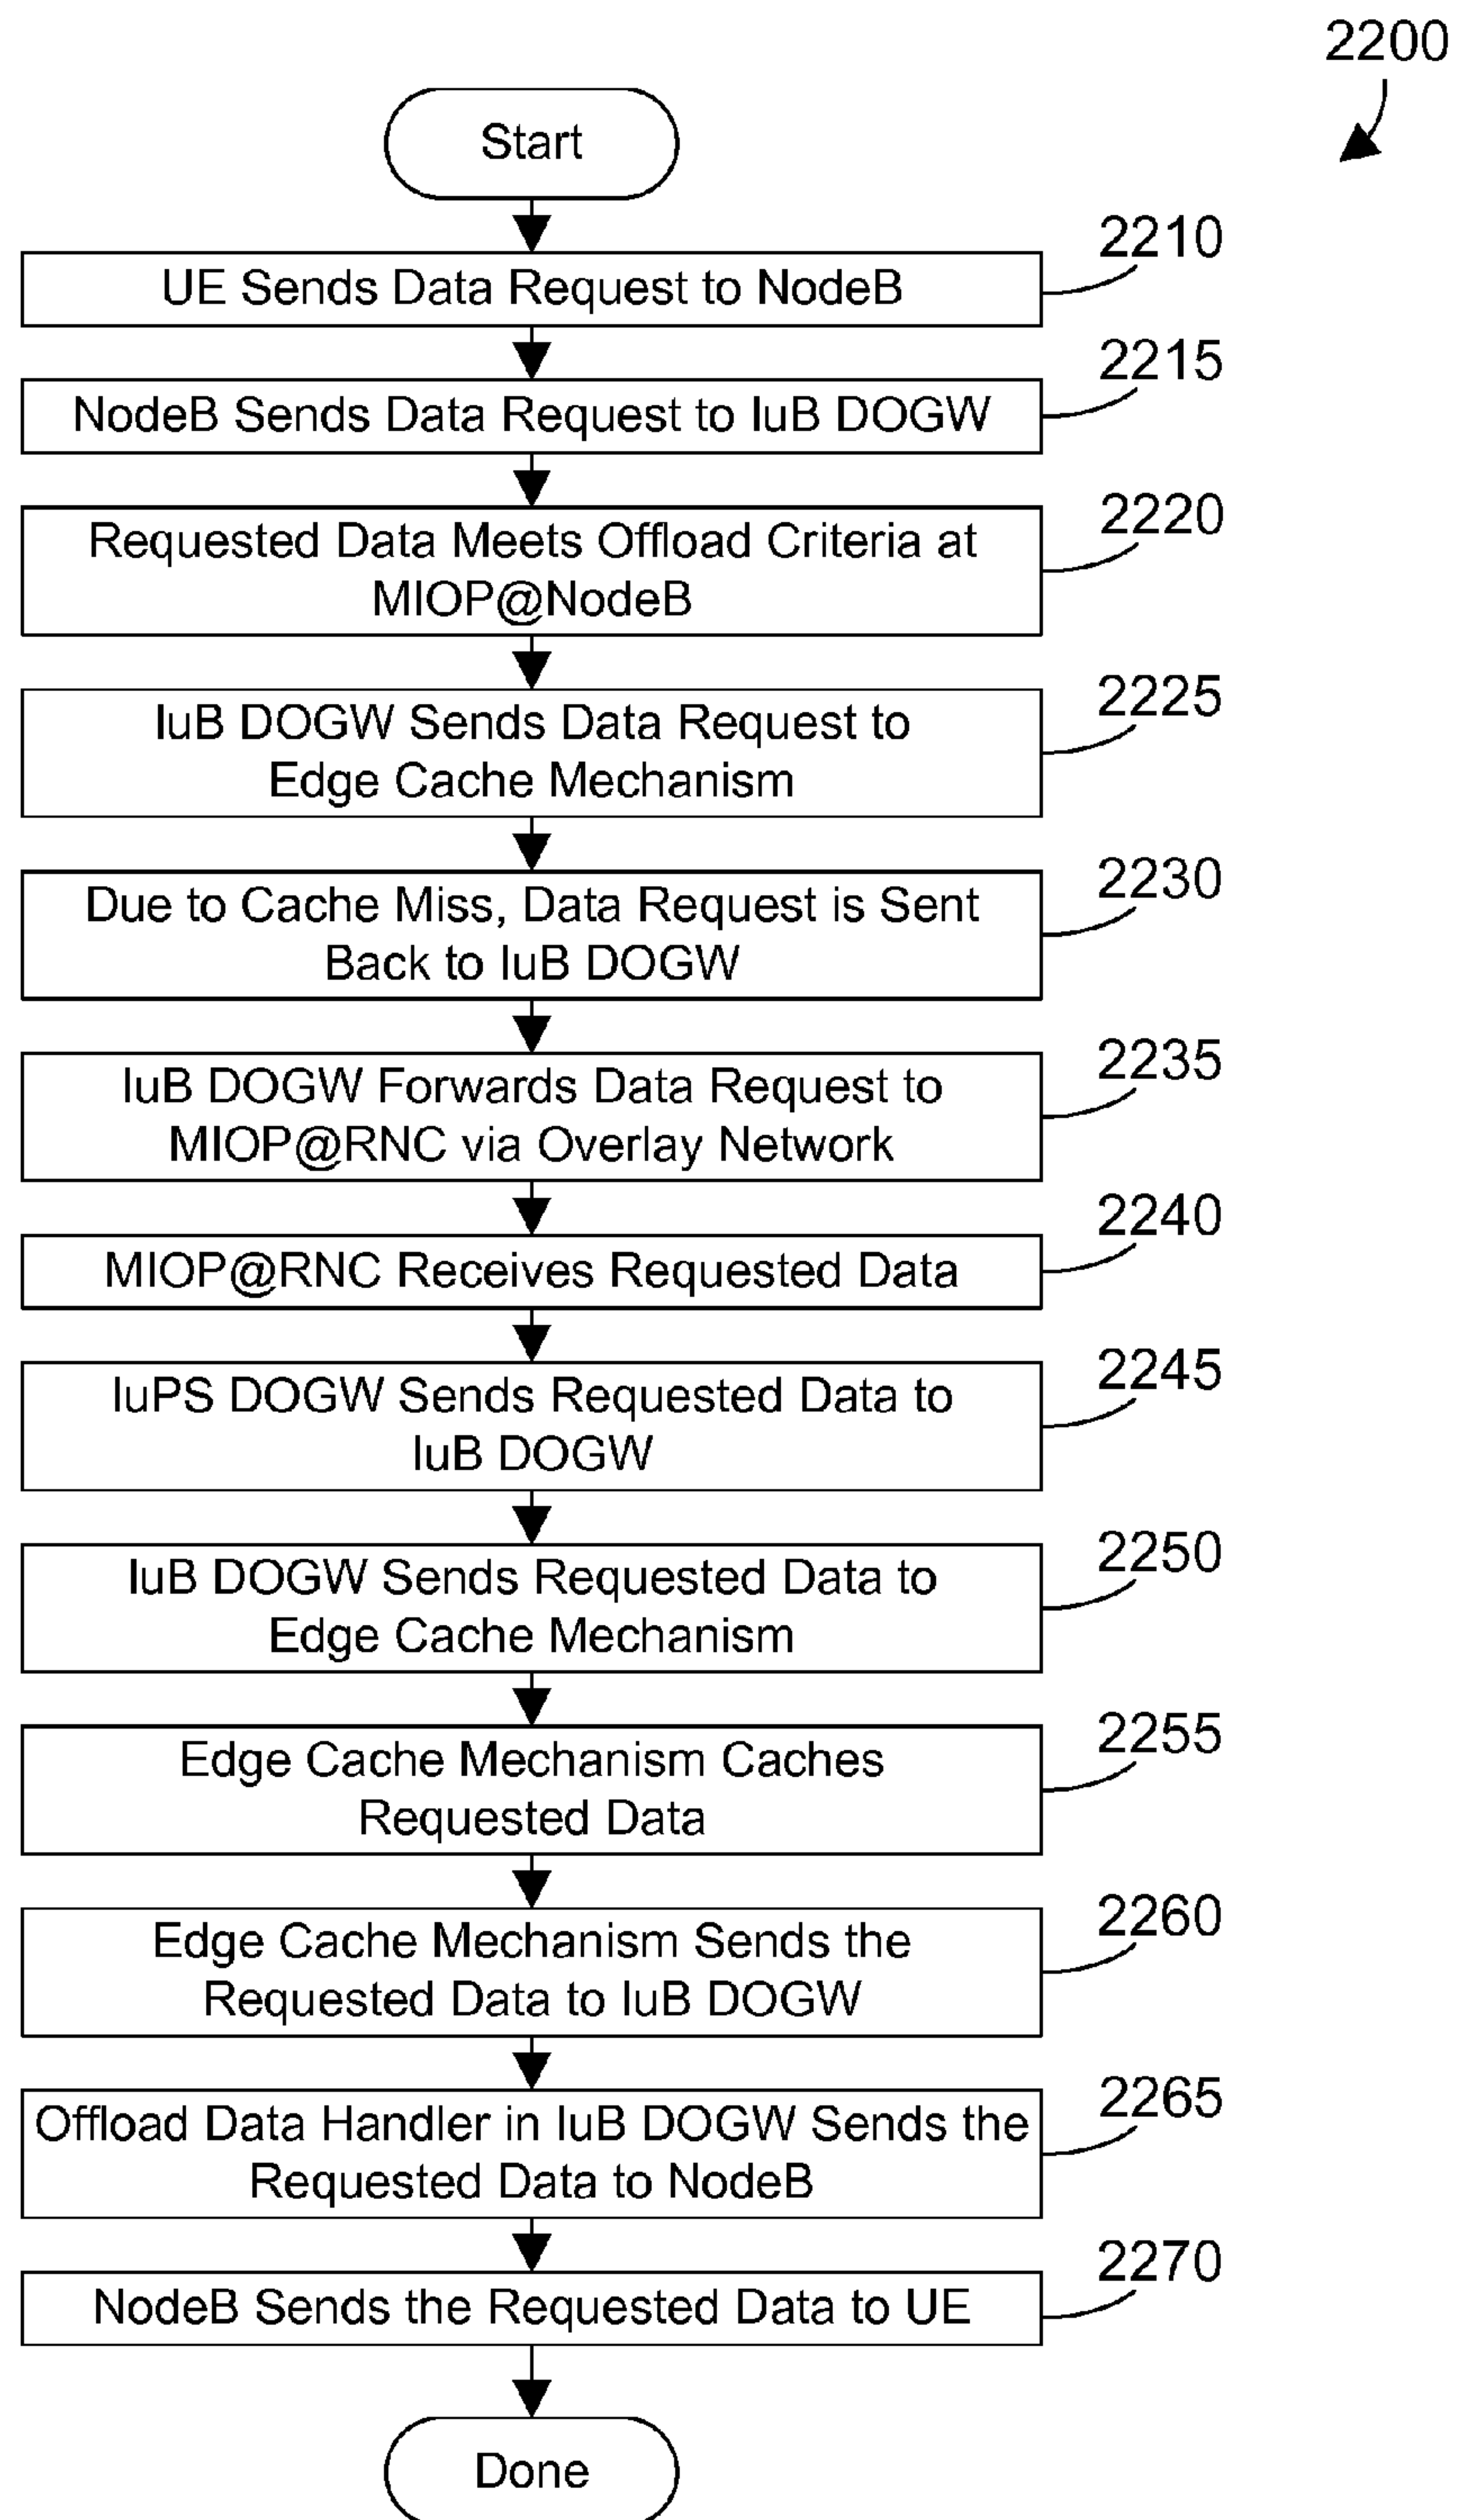 2200
Start
2210
UE Sends Data Request to NodeB
2215
NodeB Sends Data Request to IuB DOGW
2220
Requested Data Meets Offload Criteria at
MIOP@NodeB
2225
IuB DOGW Sends Data Request to
Edge Cache Mechanism
2230
Due to Cache Miss, Data Request is Sent
Back to IuB DOGW
2235
IuB DOGW Forwards Data Request to
MIOP@RNC via Overlay Network
2240
MIOP@RNC Receives Requested Data
2245
IuPS DOGW Sends Requested Data to
IuB DOGW
2250
IuB DOGW Sends Requested Data to
Edge Cache Mechanism
2255
Edge Cache Mechanism Caches
Requested Data
2260
Edge Cache Mechanism Sends the
Requested Data to IuB DOGW
2265
Offload Data Handler in IuB DOGW Sends the
Requested Data to NodeB
2270
NodeB Sends the Requested Data to UE
Done